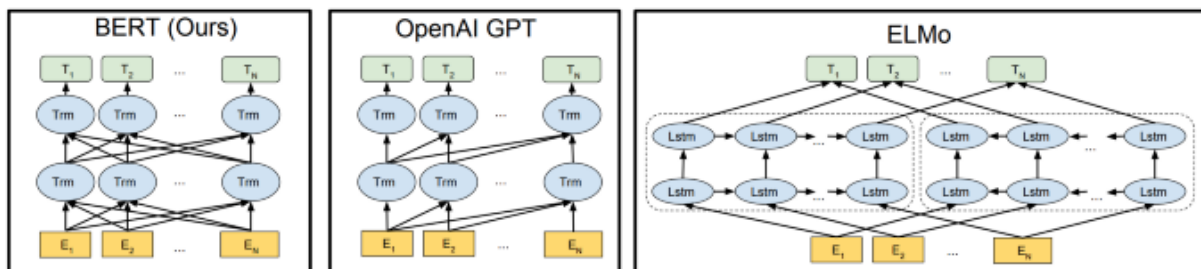 BERT (Ours)
T1 T2 ... TN
Trm Trm ... Trm
Trm Trm ... Trm
E1 E2 ... EN
OpenAI GPT
T1 T2 ... TN
Trm Trm ... Trm
Trm Trm ... Trm
E1 E2 ... EN
ELMo
T1 T2 ... TN
Lstm Lstm ... Lstm Lstm Lstm ... Lstm
Lstm Lstm ... Lstm Lstm Lstm ... Lstm
E1 E2 ... EN